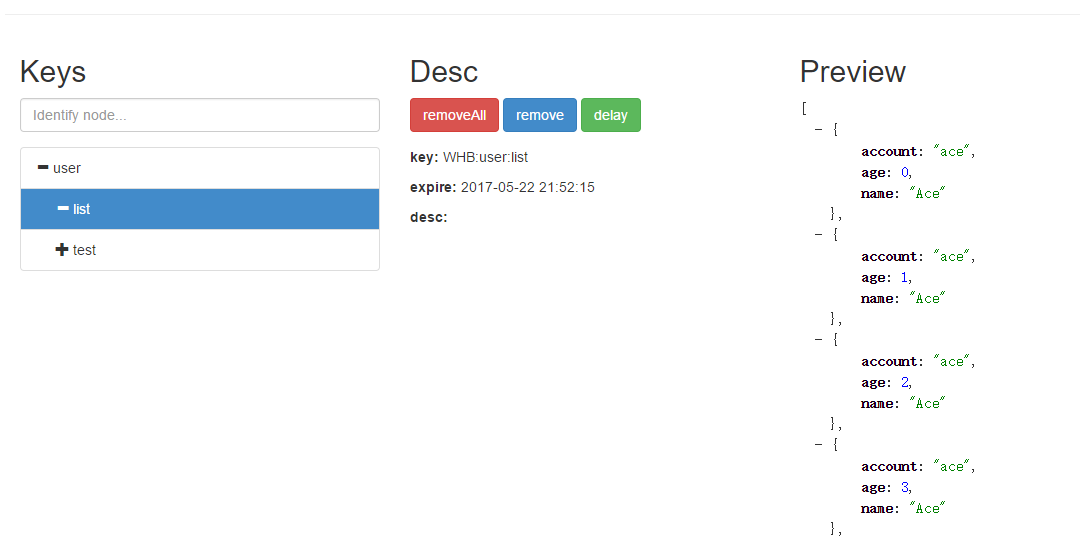 Keys
Identify node...
user
list
test
Desc
removeAll remove delay
key: WHB:user:list
expire: 2017-05-22 21:52:15
desc:
Preview
[
- {
account: "ace",
age: 0,
name: "Ace"
},
- {
account: "ace",
age: 1,
name: "Ace"
},
- {
account: "ace",
age: 2,
name: "Ace"
},
- {
account: "ace",
age: 3,
name: "Ace"
},